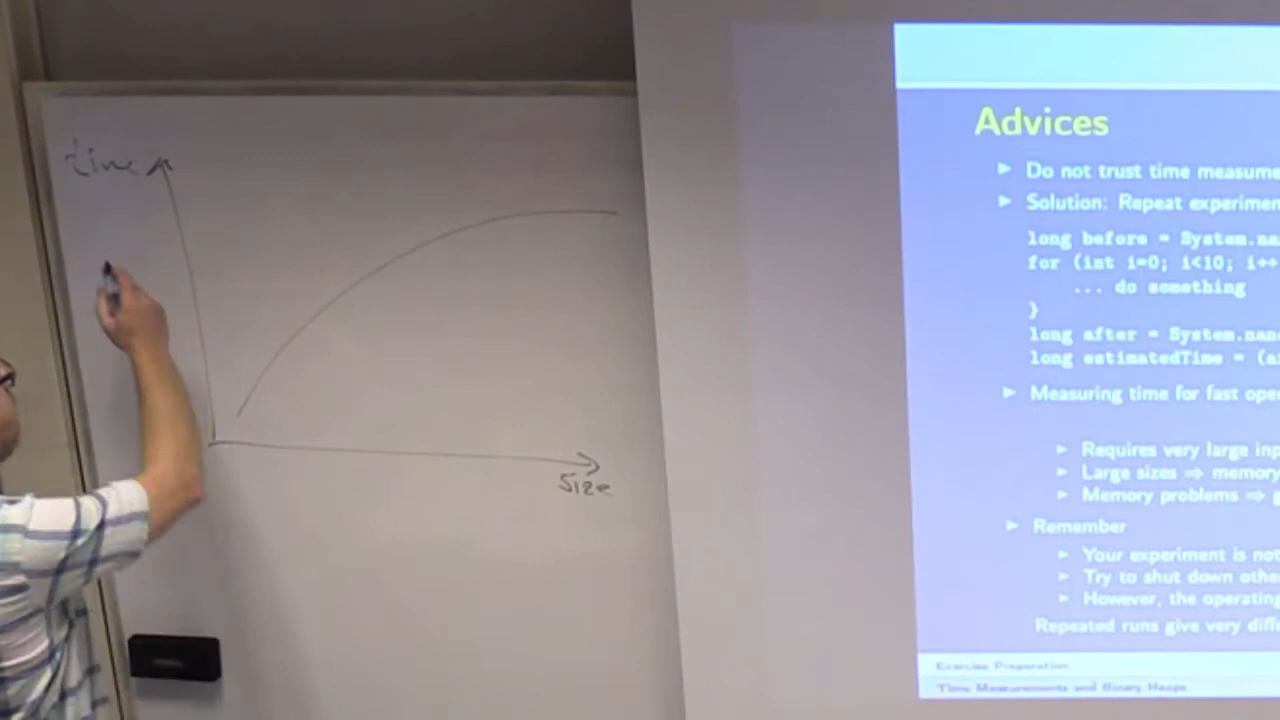 time
Size
Advices
Do not trust time measume
Solution: Repeat experimen
long before = System.na
for (int i=0; i<10; i++
... do something
}
long after = System.nan
long estimatedTime = (a
Measuring time for fast ope
Requires very large inp
Large sizes ⇒ memory
Memory problems ⇒ g
Remember
Your experiment is not
Try to shut down othe
However, the operating
Repeated runs give very diffe
Exercise Preparation
Time Measurements and Binary Heaps